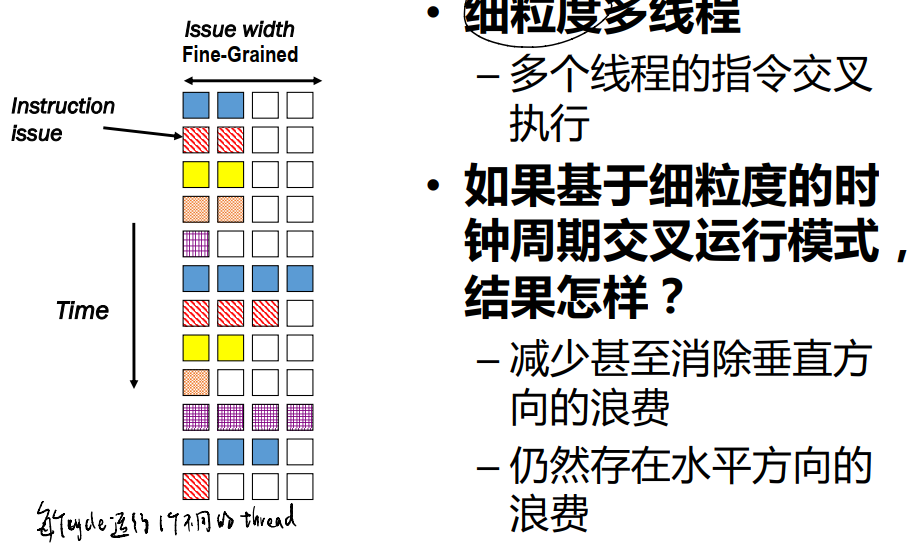 Issue width
Fine-Grained
Instruction
issue
Time
每个cycle运行1个不同的thread
• 细粒度多线程
– 多个线程的指令交叉
执行
• 如果基于细粒度的时
钟周期交叉运行模式，
结果怎样？
– 减少甚至消除垂直方
向的浪费
– 仍然存在水平方向的
浪费